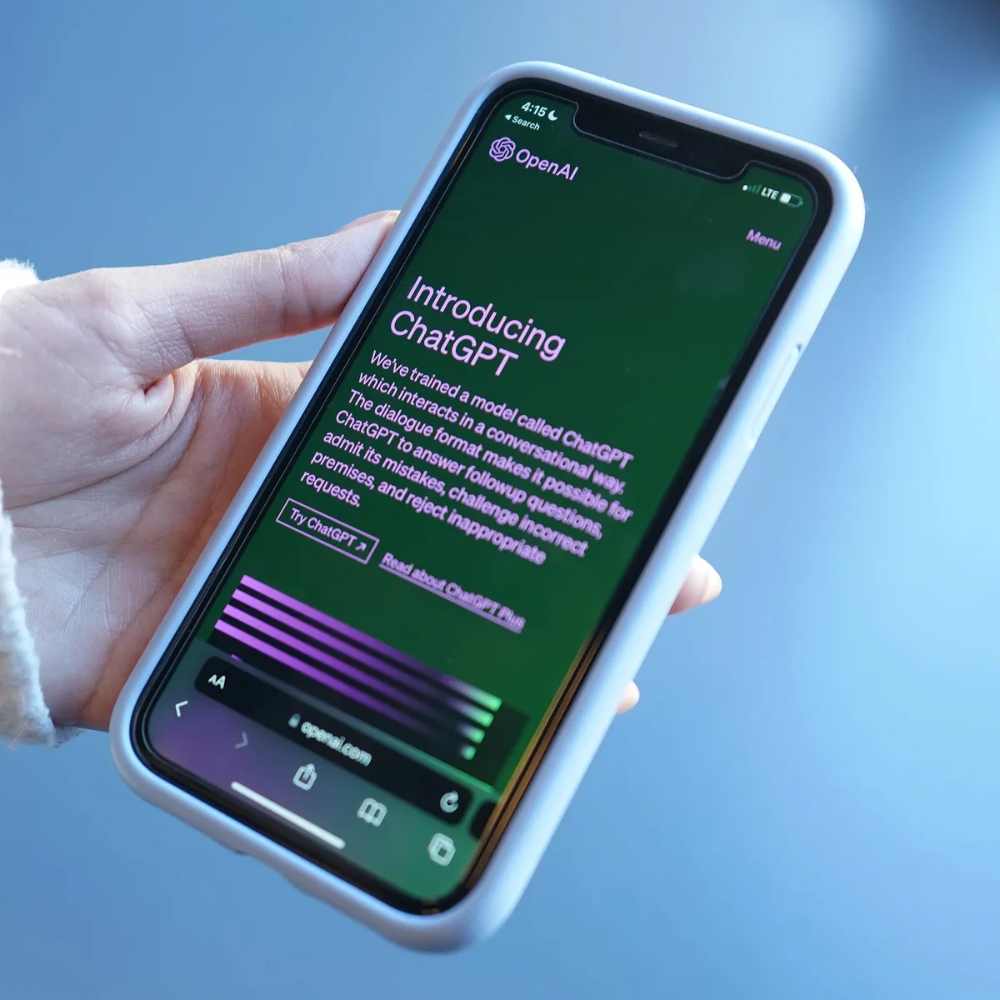 4:15
Search
OpenAI
LTE
Menu
Introducing
ChatGPT
We've trained a model called ChatGPT
which interacts in a conversational way.
The dialogue format makes it possible for
ChatGPT to answer followup questions,
admit its mistakes, challenge incorrect
premises, and reject inappropriate
requests.
Try ChatGPT ↗
Read about ChatGPT Plus
AA
openai.com